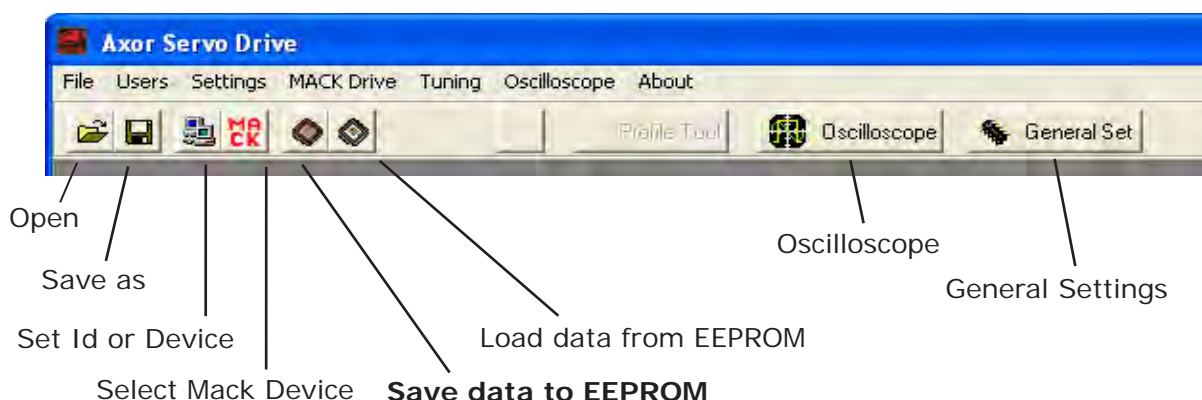 Axor Servo Drive
File Users Settings MACK Drive Tuning Oscilloscope About
MA CK Profile Tool Oscilloscope General Set
Open
Oscilloscope
Save as
General Settings
Set Id or Device
Load data from EEPROM
Select Mack Device
Save data to EEPROM